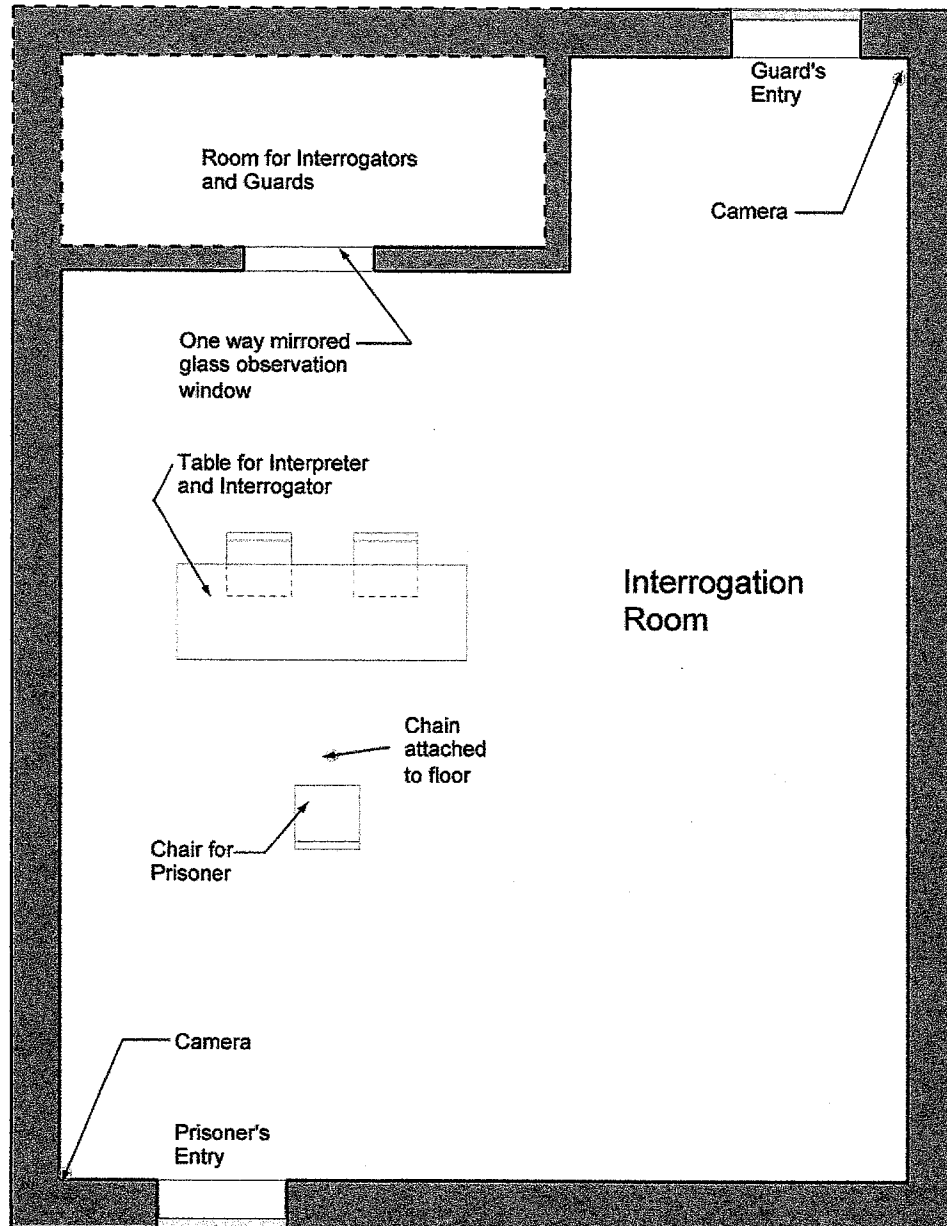 Guard's
Entry
Room for Interrogators
and Guards
Camera
One way mirrored
glass observation
window
Table for Interpreter
and Interrogator
Interrogation
Room
Chain
attached
to floor
Chair for
Prisoner
Camera
Prisoner's
Entry